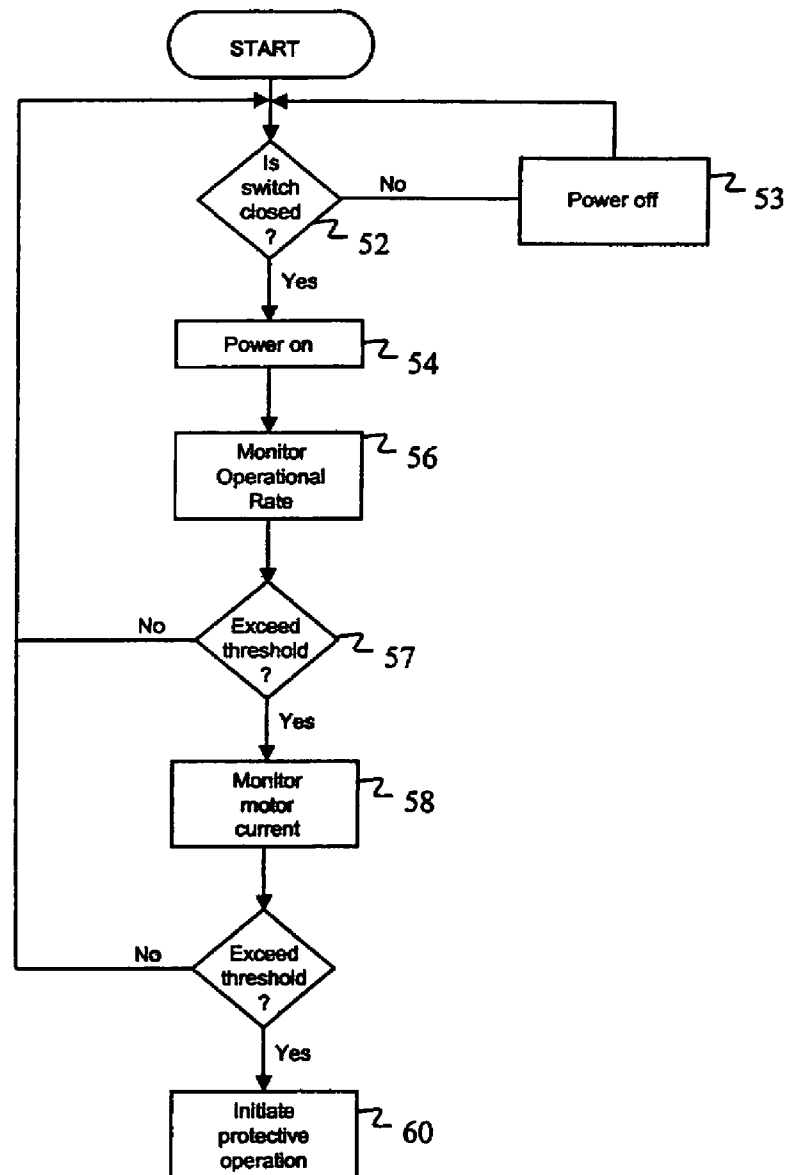 START
Is
switch
closed
?
52
No
Power off
53
Yes
Power on
54
Monitor
Operational
Rate
56
No
Exceed
threshold
?
57
Yes
Monitor
motor
current
58
No
Exceed
threshold
?
Yes
Initiate
protective
operation
60